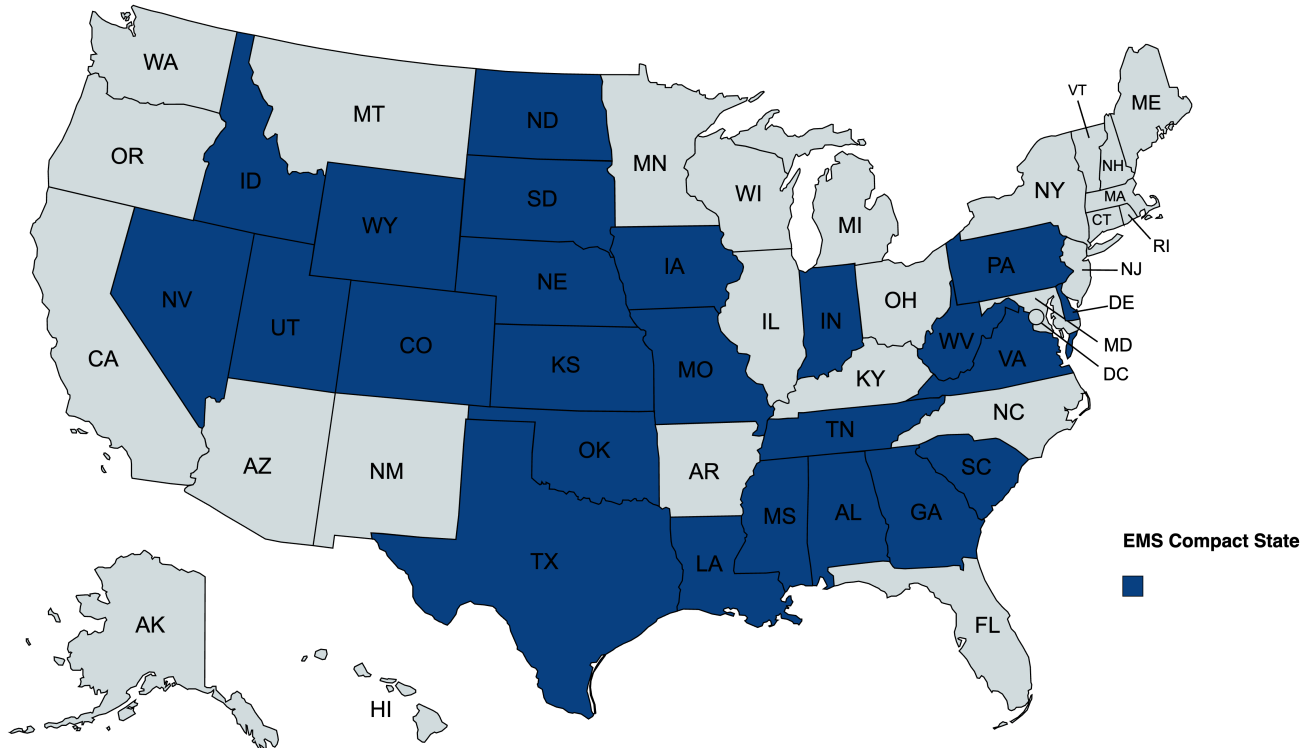 WA
MT
ND
MN
VT
ME
OR
ID
SD
WI
NH
NY
MA
WY
MI
CT
RI
IA
PA
NJ
NV
NE
OH
DE
UT
IL
IN
CO
WV
MD
CA
KS
MO
VA
DC
KY
NC
TN
OK
AZ
NM
AR
SC
MS
AL
GA
EMS Compact State
TX
LA
AK
FL
HI